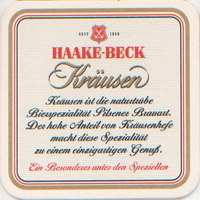 SEIT 1826
HAAKE-BECK
Kräusen
Kräusen ist die naturtrübe
Bierspezialität Pilsener Brauart.
Der hohe Anteil von Kräusenhefe
macht diese Spezialität
zu einem einzigartigen Genuß.
Ein Besonderes unter den Speziellen